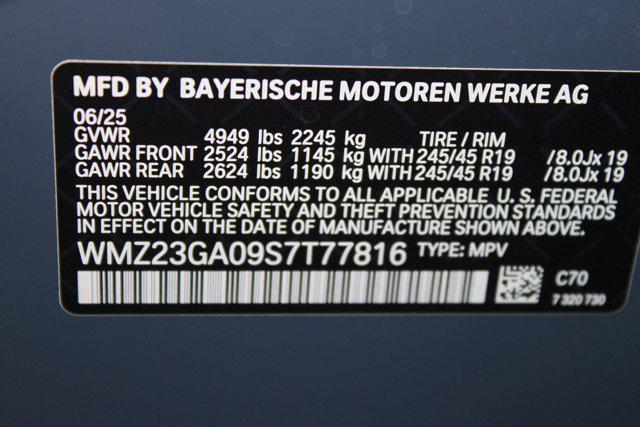 MFD BY BAYERISCHE MOTOREN WERKE AG
06/25
GVWR 4949 lbs 2245 kg TIRE / RIM
GAWR FRONT 2524 lbs 1145 kg WITH 245/45 R19 /8.0Jx 19
GAWR REAR 2624 lbs 1190 kg WITH 245/45 R19 /8.0Jx 19
THIS VEHICLE CONFORMS TO ALL APPLICABLE U. S. FEDERAL
MOTOR VEHICLE SAFETY AND THEFT PREVENTION STANDARDS
IN EFFECT ON THE DATE OF MANUFACTURE SHOWN ABOVE.
WMZ23GA09S7T77816 TYPE: MPV
C70
7 320 730